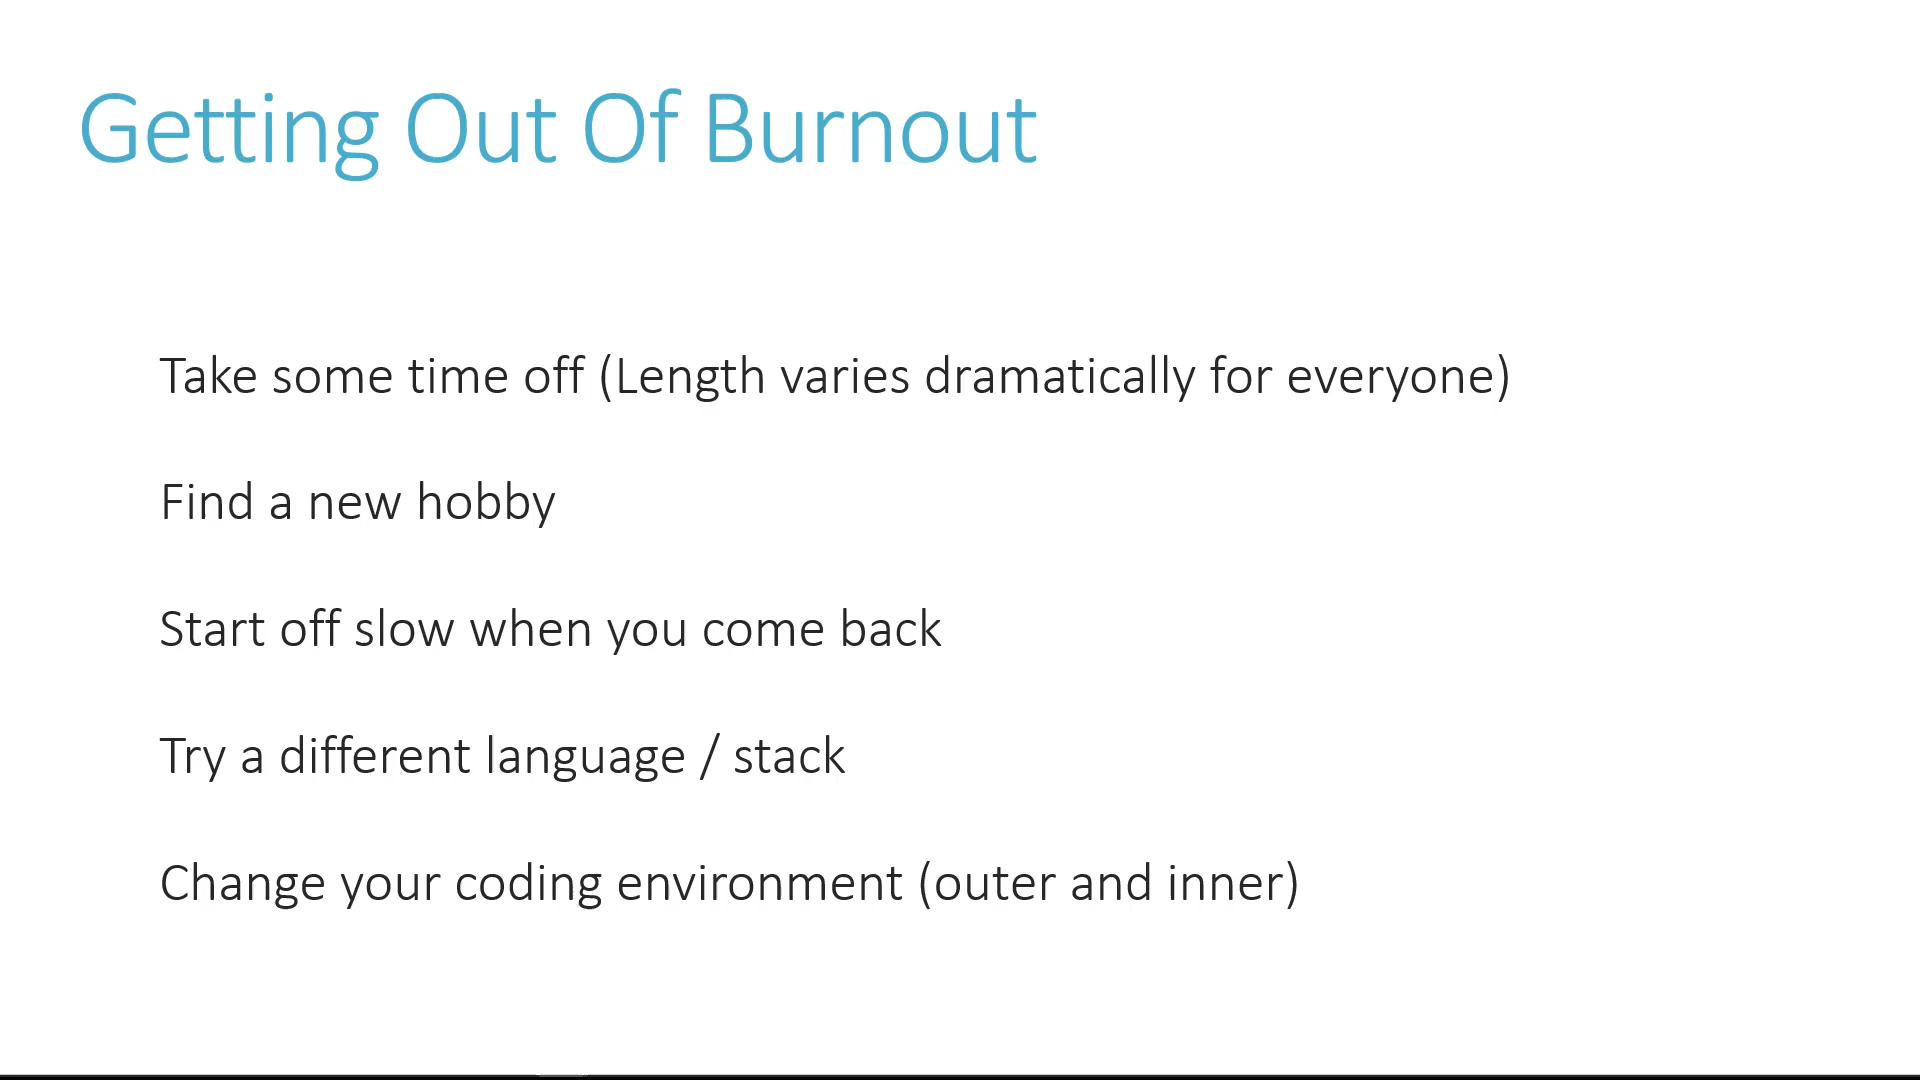 Getting Out Of Burnout
Take some time off (Length varies dramatically for everyone)
Find a new hobby
Start off slow when you come back
Try a different language / stack
Change your coding environment (outer and inner)